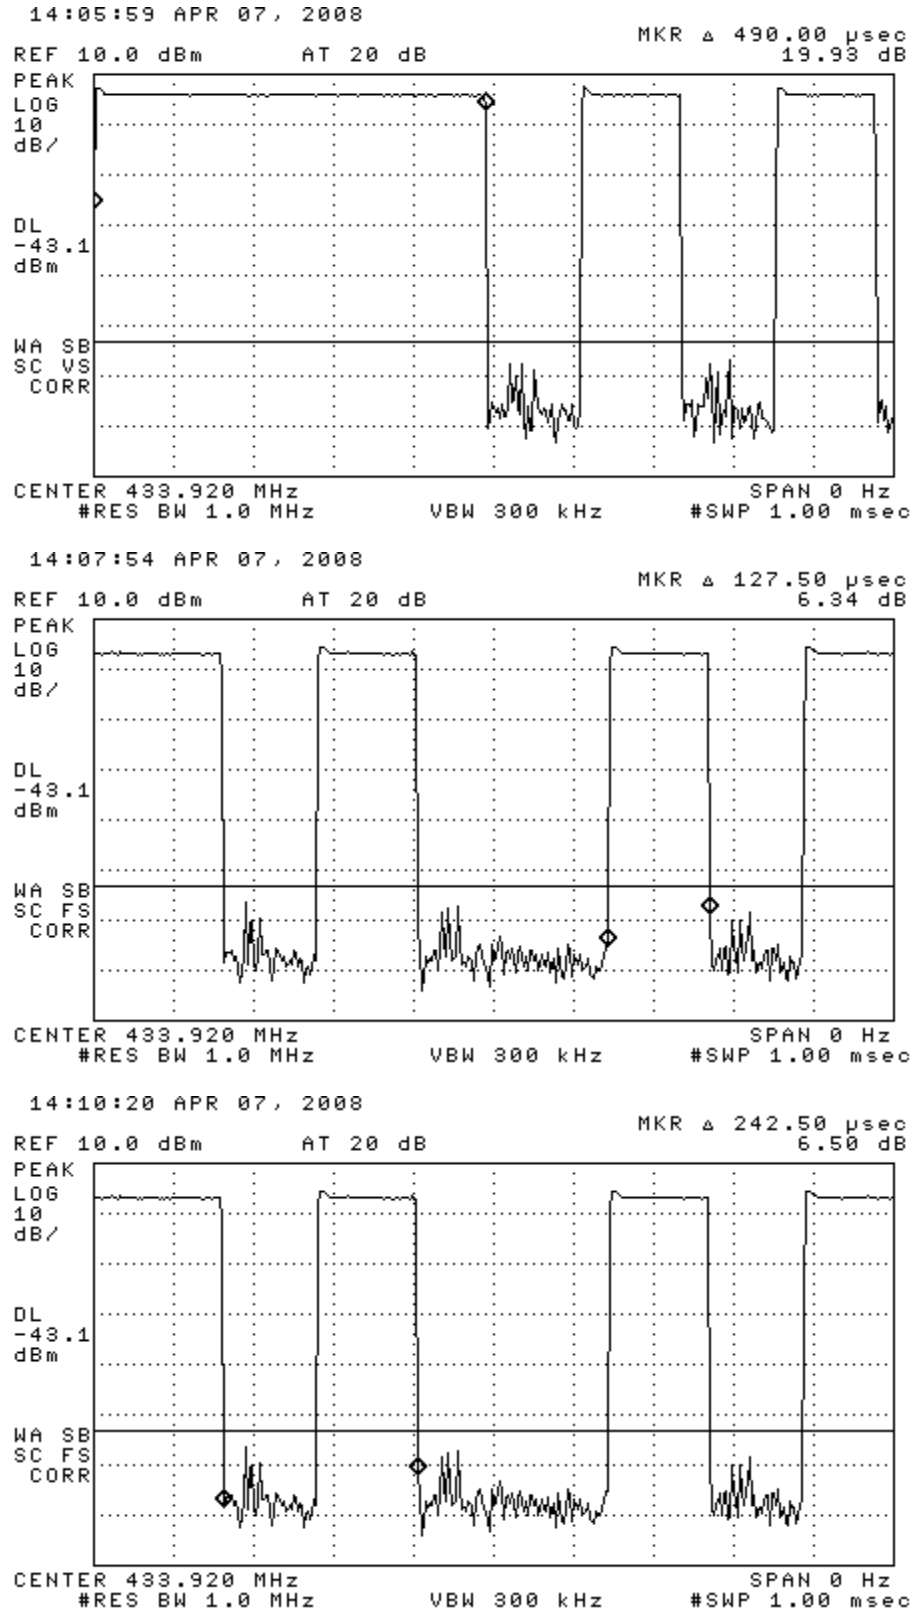 14:05:59 APR 07, 2008
MKR Δ 490.00 µsec
REF 10.0 dBm AT 20 dB 19.93 dB
PEAK
LOG
10
dB/
DL
-43.1
dBm
WA SB
SC VS
CORR
CENTER 433.920 MHz SPAN 0 Hz
#RES BW 1.0 MHz VBW 300 kHz #SWP 1.00 msec
14:07:54 APR 07, 2008
MKR Δ 127.50 µsec
REF 10.0 dBm AT 20 dB 6.34 dB
PEAK
LOG
10
dB/
DL
-43.1
dBm
WA SB
SC FS
CORR
CENTER 433.920 MHz SPAN 0 Hz
#RES BW 1.0 MHz VBW 300 kHz #SWP 1.00 msec
14:10:20 APR 07, 2008
MKR Δ 242.50 µsec
REF 10.0 dBm AT 20 dB 6.50 dB
PEAK
LOG
10
dB/
DL
-43.1
dBm
WA SB
SC FS
CORR
CENTER 433.920 MHz SPAN 0 Hz
#RES BW 1.0 MHz VBW 300 kHz #SWP 1.00 msec